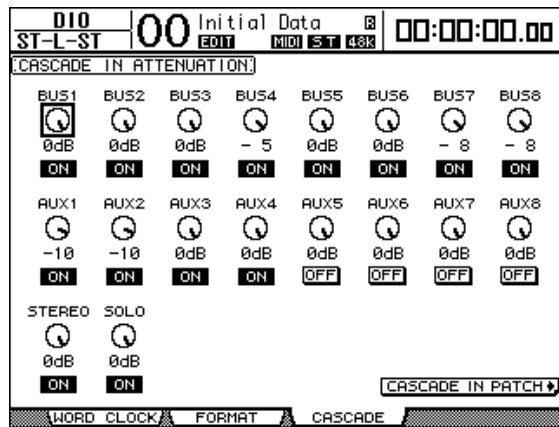 DIO
ST-L-ST
00 Initial Data
EDIT MIDI ST 48K
00:00:00.00
CASCADE IN ATTENUATION
BUS1 BUS2 BUS3 BUS4 BUS5 BUS6 BUS7 BUS8
0dB 0dB 0dB - 5 0dB 0dB - 8 - 8
ON ON ON ON ON ON ON ON
AUX1 AUX2 AUX3 AUX4 AUX5 AUX6 AUX7 AUX8
-10 -10 0dB 0dB 0dB 0dB 0dB 0dB
ON ON ON ON OFF OFF OFF OFF
STEREO SOLO
0dB 0dB
ON ON
CASCADE IN PATCH
WORD CLOCK FORMAT CASCADE